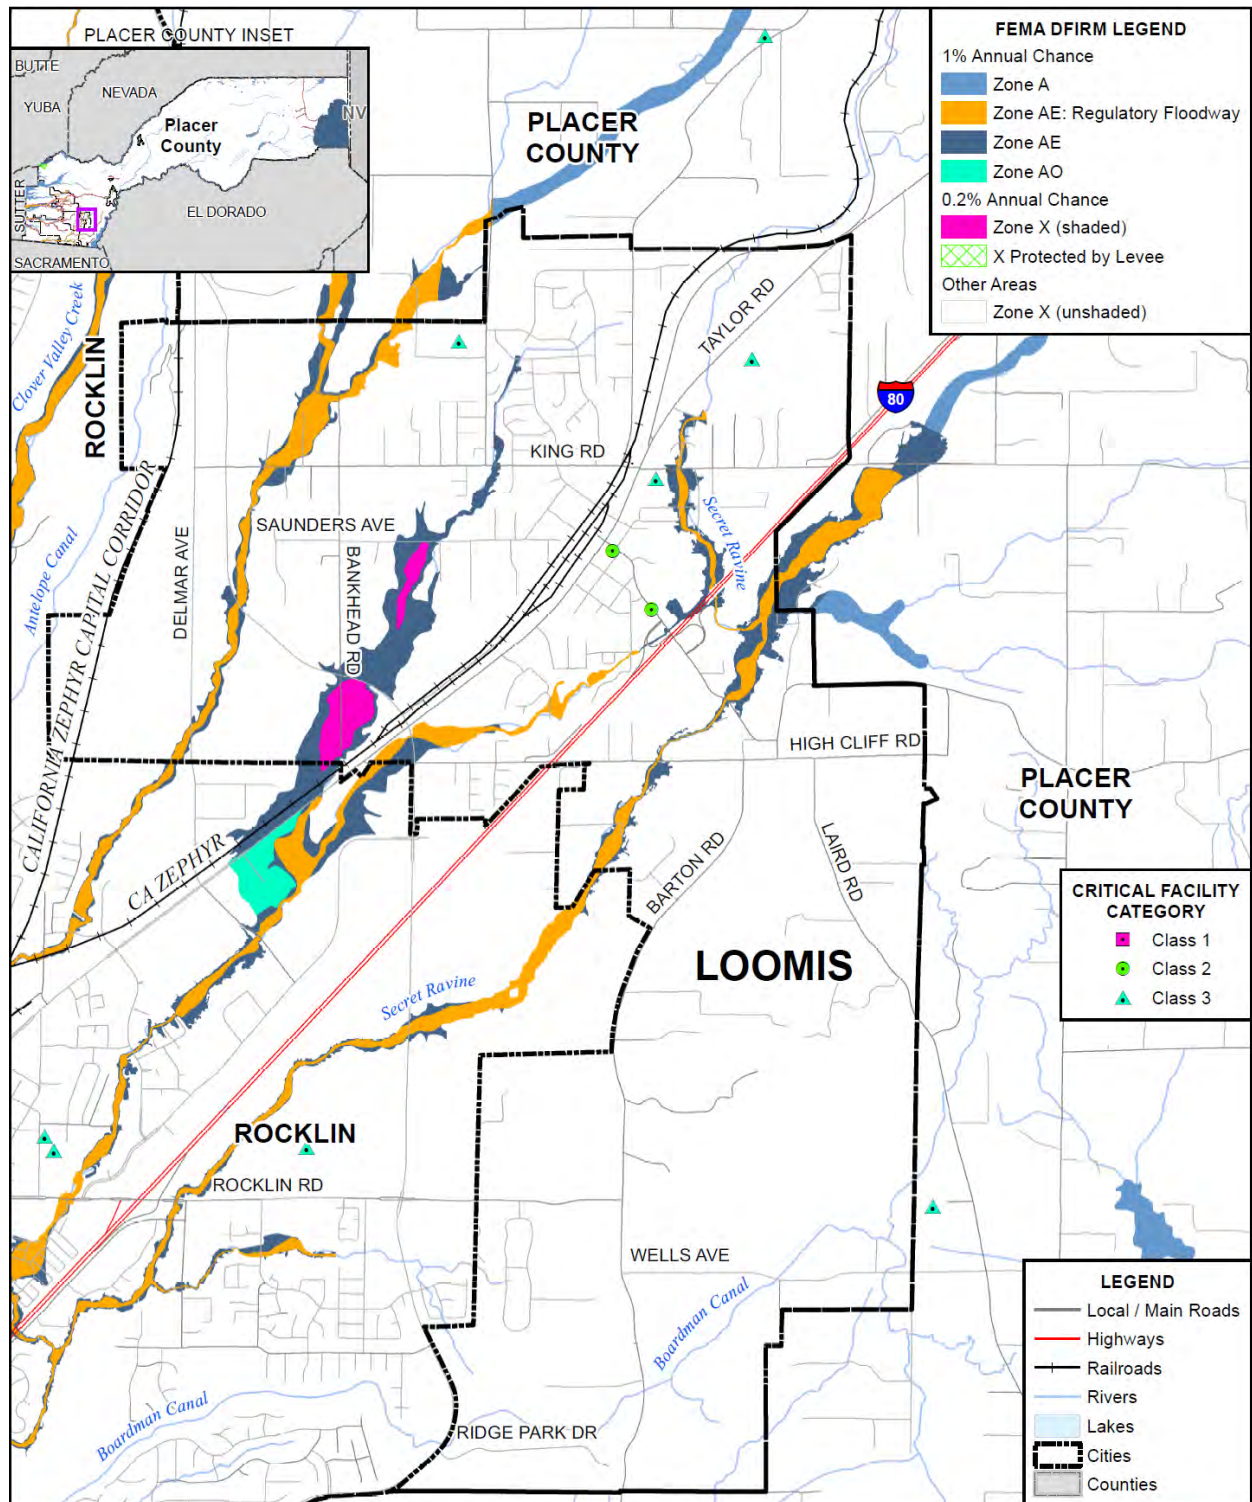 PLACER COUNTY INSET
BUTTE
NEVADA
YUBA
NV
Placer
County
SUTTER
EL DORADO
SACRAMENTO
FEMA DFIRM LEGEND
1% Annual Chance
Zone A
Zone AE: Regulatory Floodway
Zone AE
Zone AO
0.2% Annual Chance
Zone X (shaded)
X Protected by Levee
Other Areas
Zone X (unshaded)
PLACER
COUNTY
TAYLOR RD
80
Clover Valley Creek
ROCKLIN
KING RD
SAUNDERS AVE
Secret Ravine
Antelope Canal
DELMAR AVE
BANKHEAD RD
CALIFORNIA ZEPHYR CAPITAL CORRIDOR
HIGH CLIFF RD
PLACER
COUNTY
CA ZEPHYR
BARTON RD
LAIRD RD
CRITICAL FACILITY
CATEGORY
Class 1
Class 2
Class 3
LOOMIS
Secret Ravine
ROCKLIN
ROCKLIN RD
WELLS AVE
Boardman Canal
Boardman Canal
RIDGE PARK DR
LEGEND
Local / Main Roads
Highways
Railroads
Rivers
Lakes
Cities
Counties